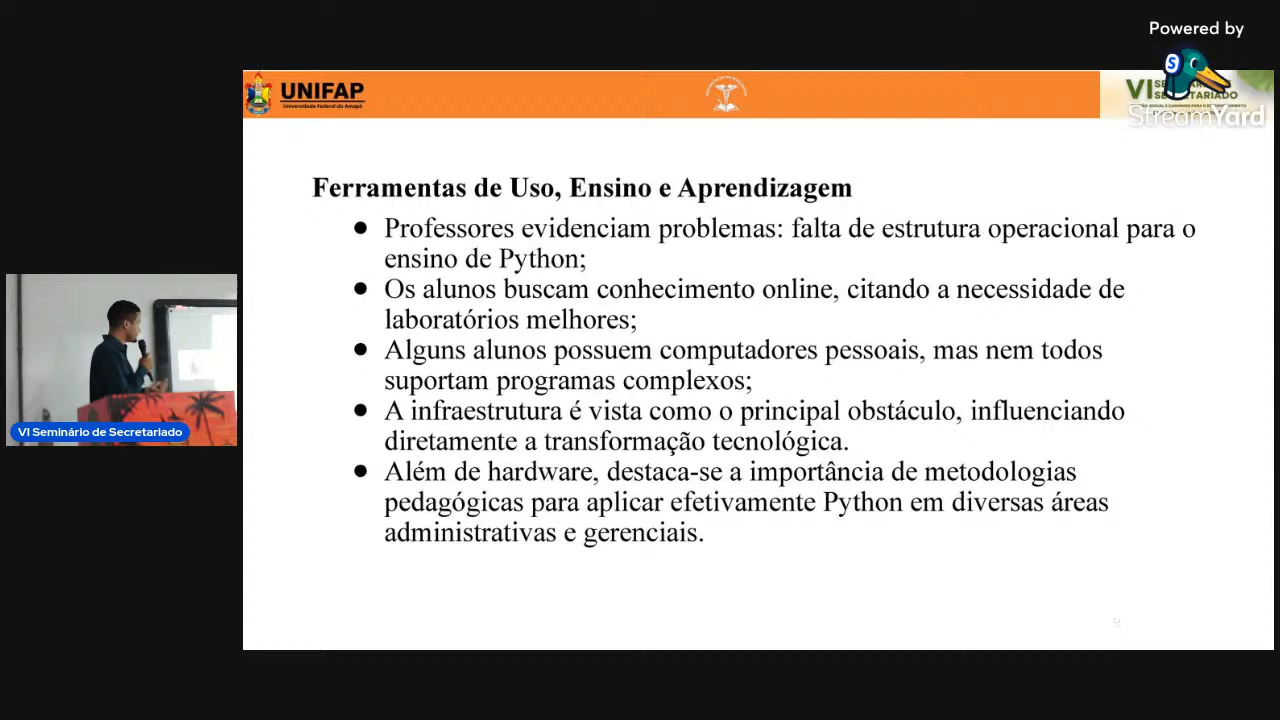 Powered by
StreamYard
UNIFAP
Universidade Federal do Amapá
VI
Ferramentas de Uso, Ensino e Aprendizagem
● Professores evidenciam problemas: falta de estrutura operacional para o
ensino de Python;
● Os alunos buscam conhecimento online, citando a necessidade de
laboratórios melhores;
● Alguns alunos possuem computadores pessoais, mas nem todos
suportam programas complexos;
● A infraestrutura é vista como o principal obstáculo, influenciando
diretamente a transformação tecnológica.
● Além de hardware, destaca-se a importância de metodologias
pedagógicas para aplicar efetivamente Python em diversas áreas
administrativas e gerenciais.
9
VI Seminário de Secretariado